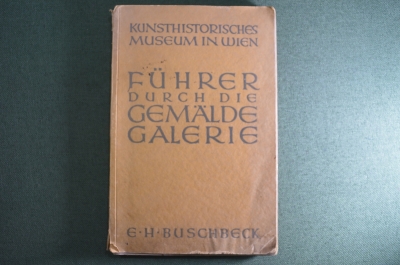 KUNSTHISTORISCHES
MUSEUM IN WIEN
FÜHRER
DURCH DIE
GEMÄLDE
GALERIE
E·H·BUSCHBECK